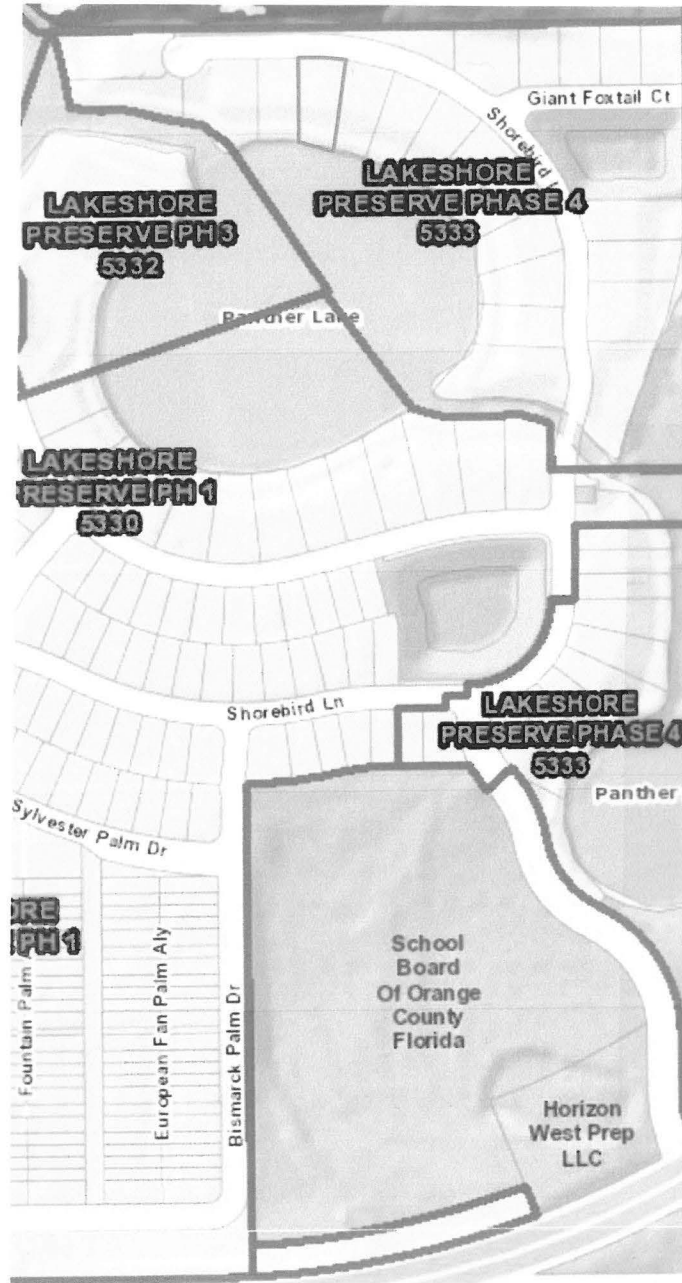 Giant Foxtail Ct
Shorebird
LAKESHORE
PRESERVE PHASE 4
5333
LAKESHORE
PRESERVE PH 3
5332
Panther Lake
LAKESHORE
RESERVE PH 1
5330
Shorebird Ln
LAKESHORE
PRESERVE PHASE 4
5333
Panther
Sylvester Palm Dr
ORE
PH 1
Fountain Palm
European Fan Palm Aly
Bismarck Palm Dr
School
Board
Of Orange
County
Florida
Horizon
West Prep
LLC